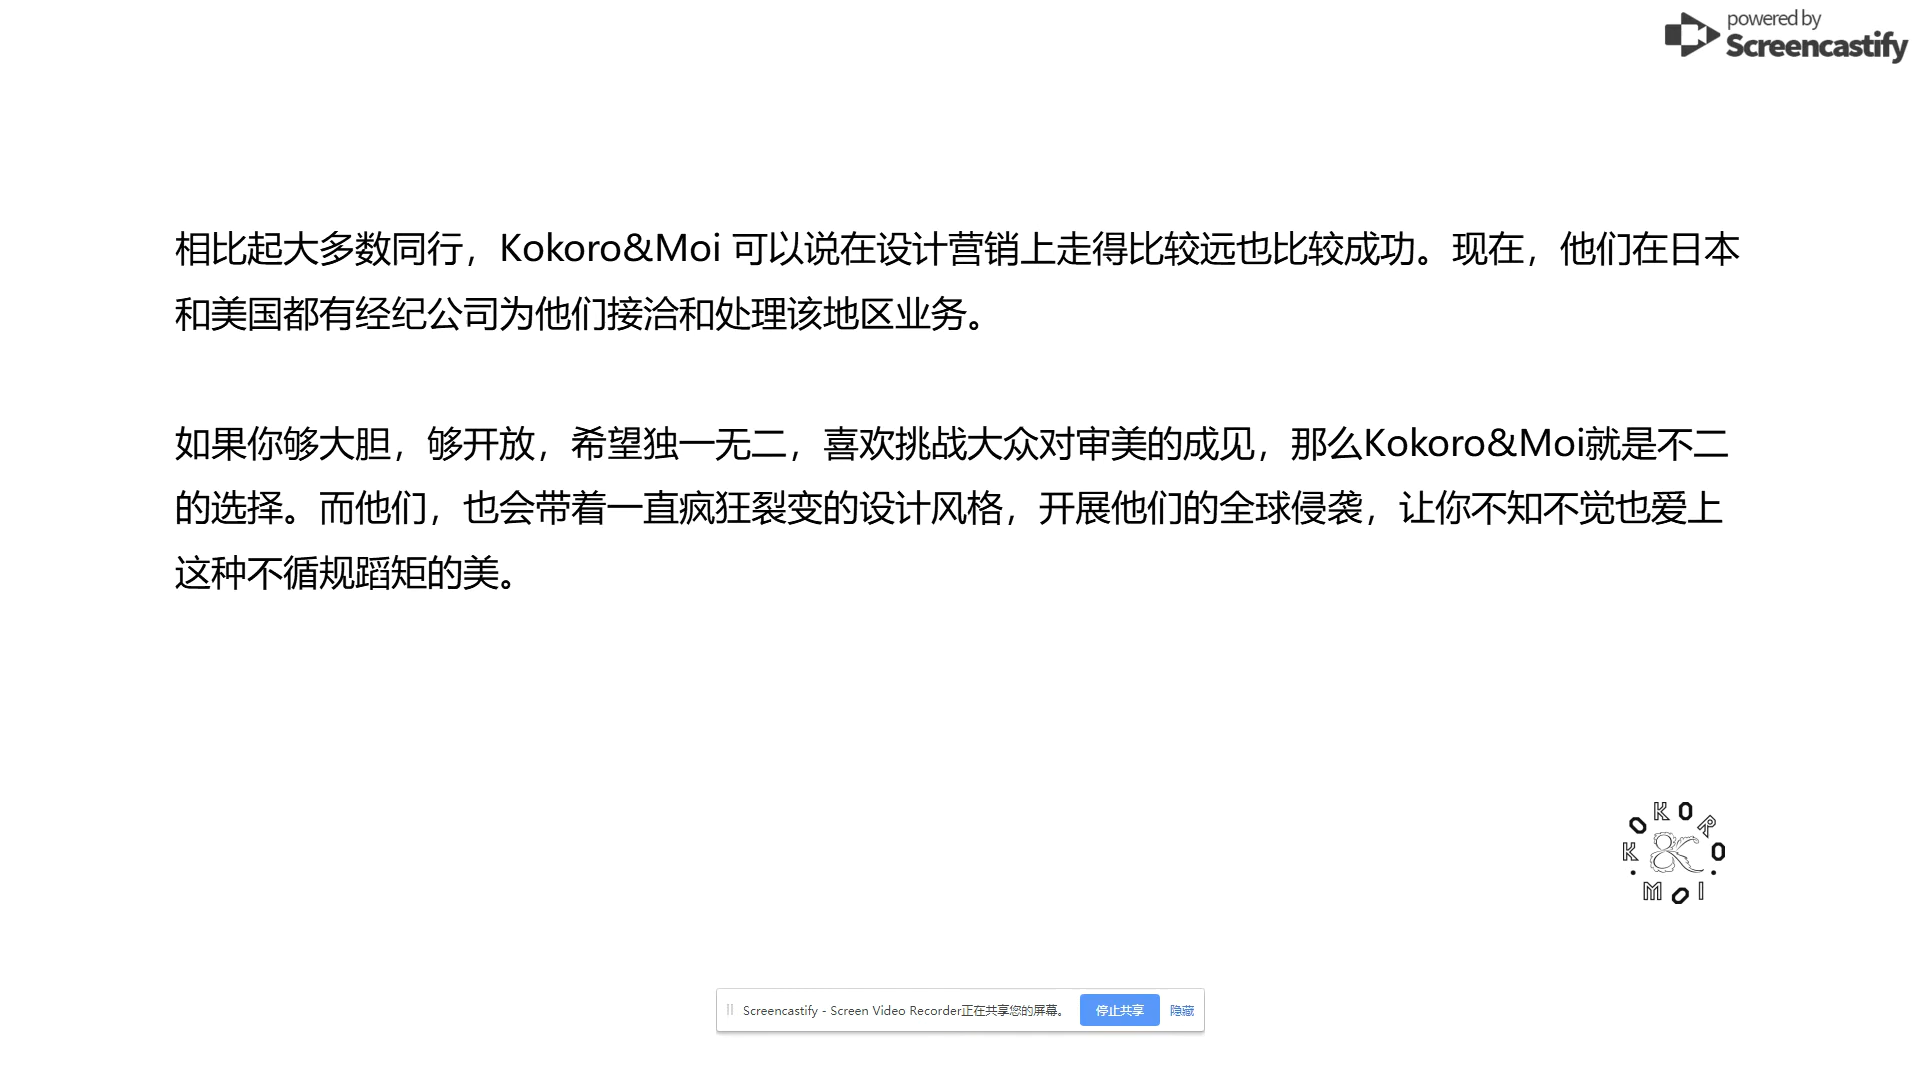 powered by
Screencastify
相比起大多数同行，Kokoro&Moi 可以说在设计营销上走得比较远也比较成功。现在，他们在日本
和美国都有经纪公司为他们接洽和处理该地区业务。
如果你够大胆，够开放，希望独一无二，喜欢挑战大众对审美的成见，那么Kokoro&Moi就是不二
的选择。而他们，也会带着一直疯狂裂变的设计风格，开展他们的全球侵袭，让你不知不觉也爱上
这种不循规蹈矩的美。
KOKORO
&
·MOI·
Screencastify - Screen Video Recorder正在共享您的屏幕。 停止共享 隐藏